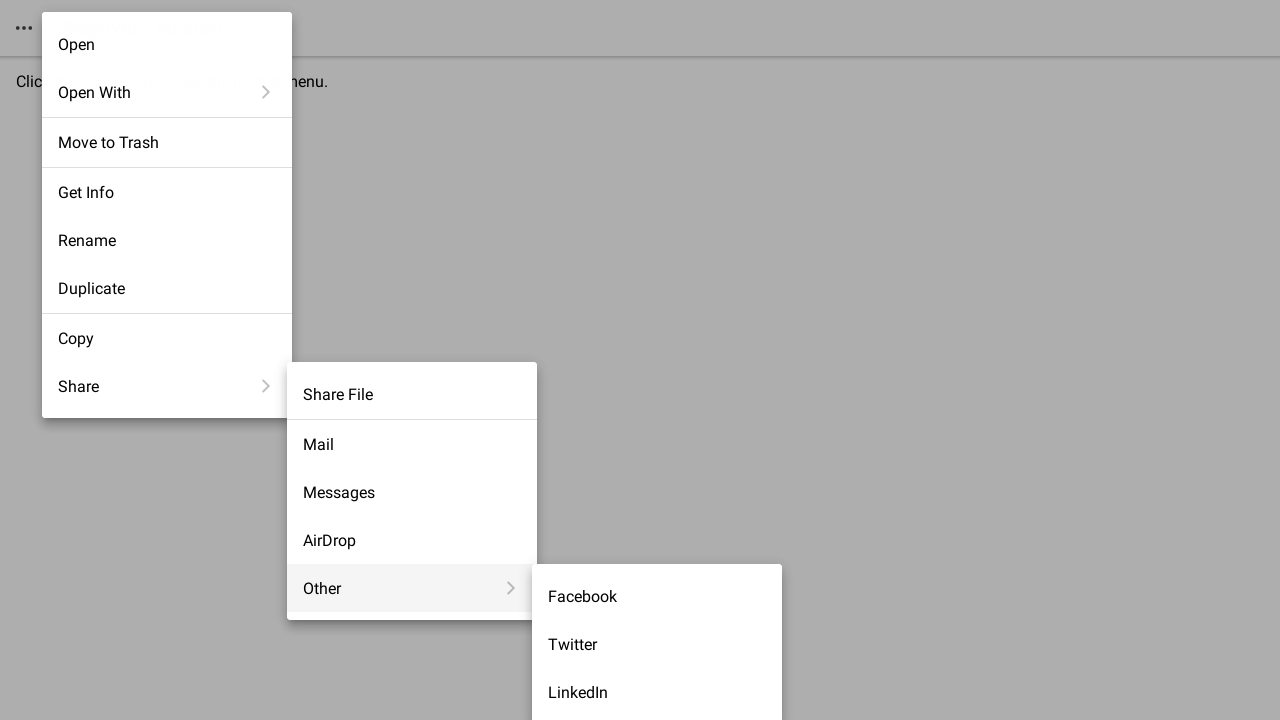 Open
Clic
menu.
Open With
Move to Trash
Get Info
Rename
Duplicate
Copy
Share
Share File
Mail
Messages
AirDrop
Other
Facebook
Twitter
LinkedIn